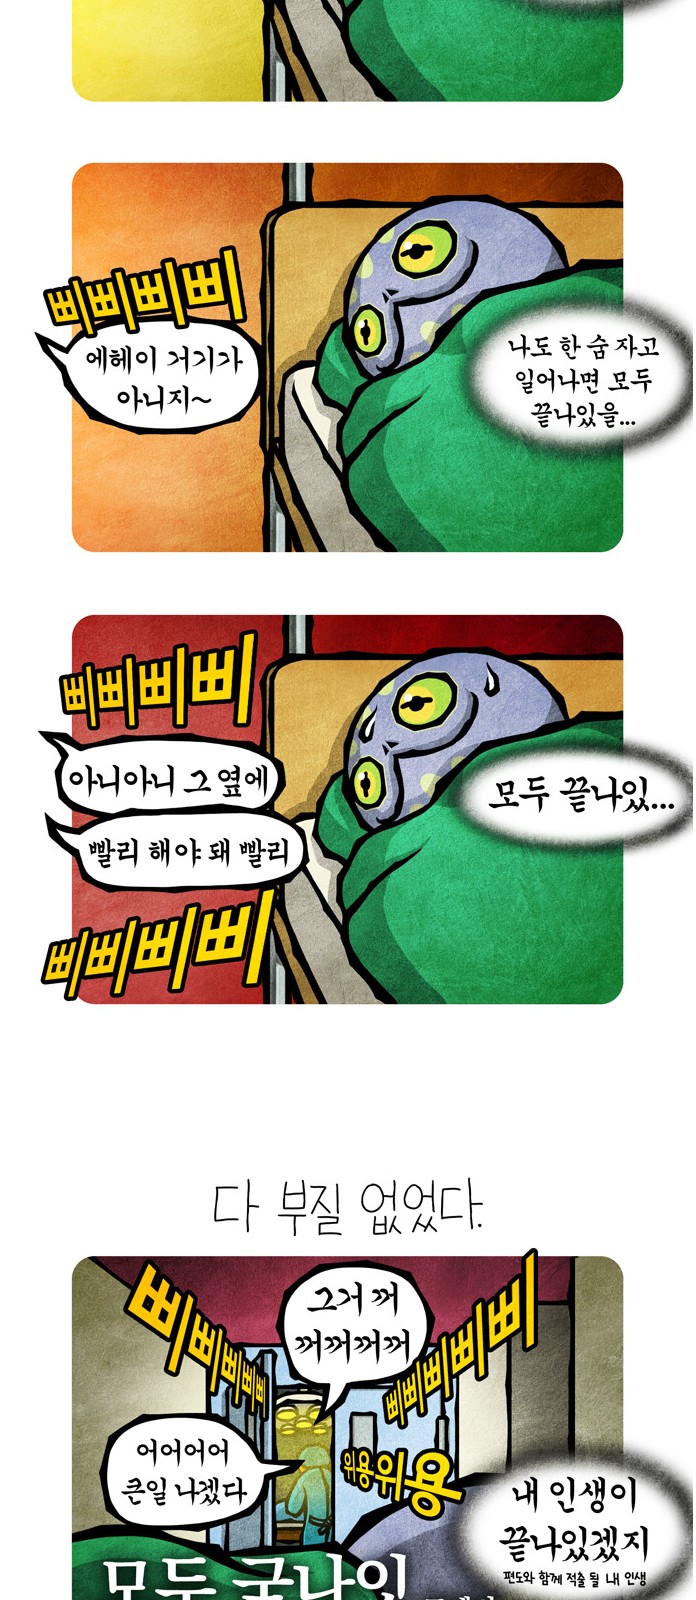 삐삐삐삐
에헤이 거기가
아니지~
나도 한 숨 자고
일어나면 모두
끝나있을...
삐삐삐삐
아니아니 그 옆에
빨리 해야 돼 빨리
모두 끝나있...
삐삐삐삐
다 부질 없었다.
삐삐삐삐삐삐
그거 꺼
꺼꺼꺼꺼
삐삐삐삐삐삐
어어어어
큰일 나겠다
위용위용
내 인생이
끝나있겠지
편도와 함께 적출 될 내 인생